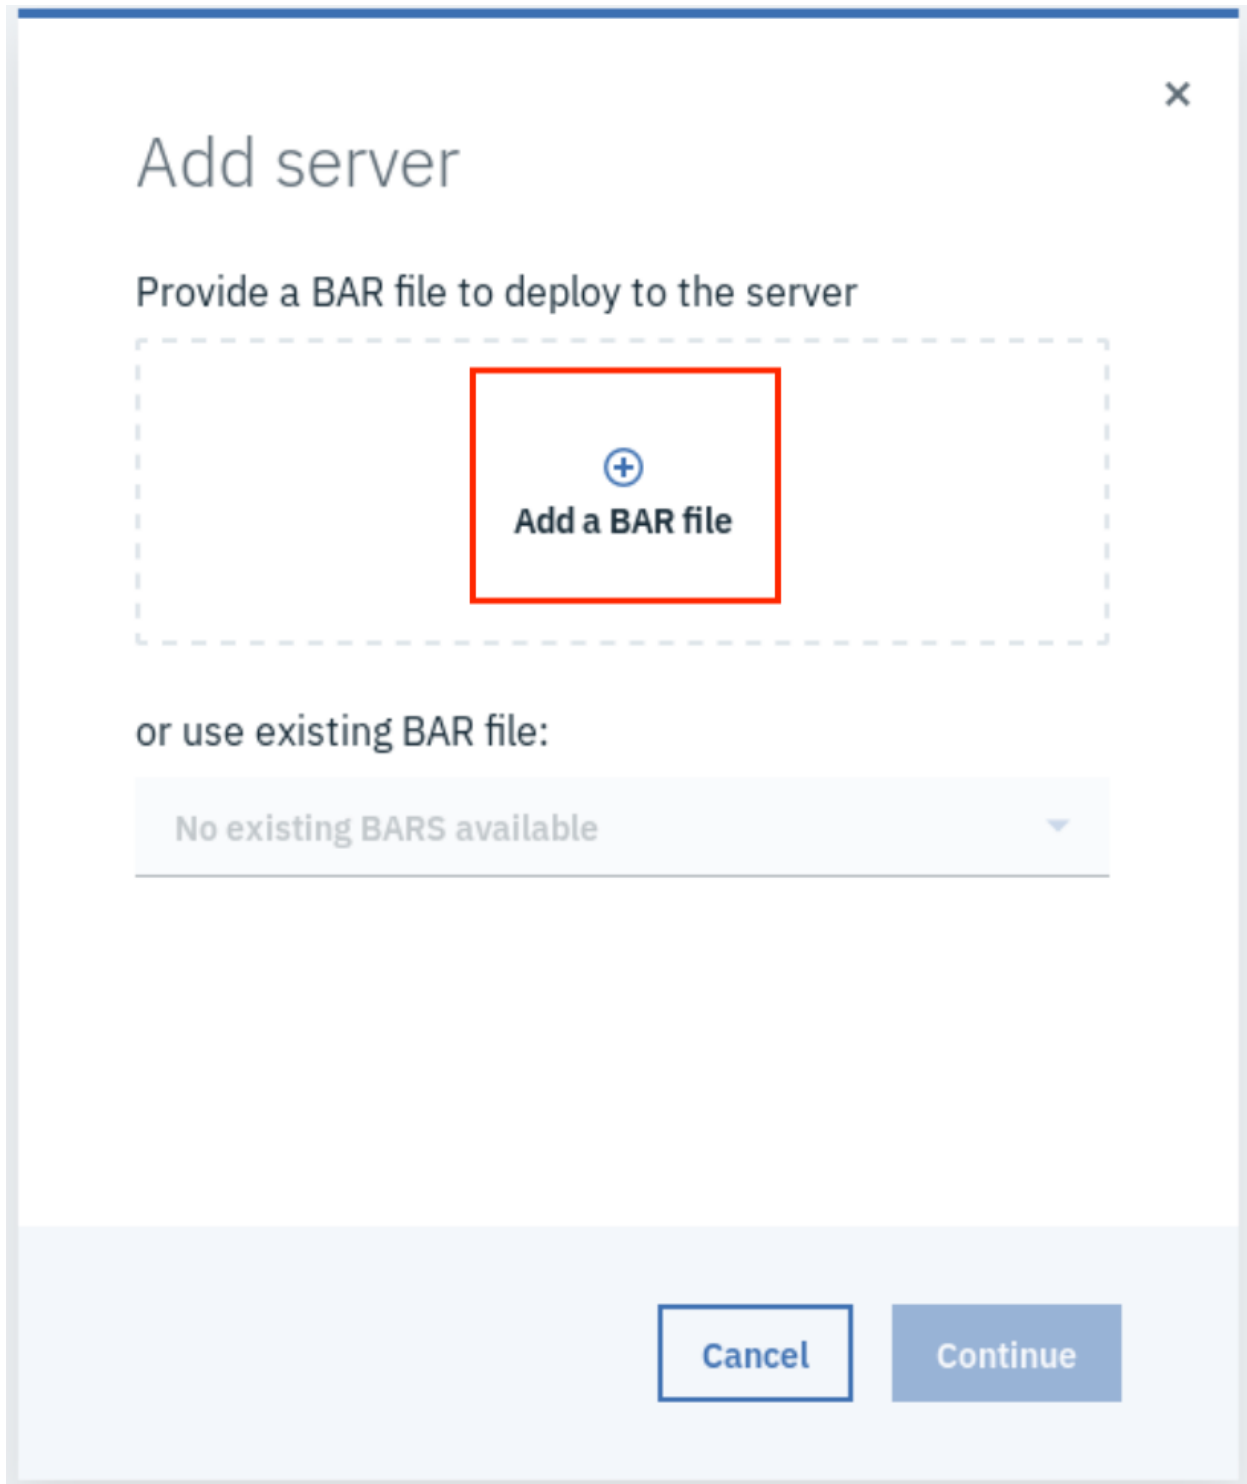 Add server
Provide a BAR file to deploy to the server
Add a BAR file
or use existing BAR file:
No existing BARS available
Cancel
Continue